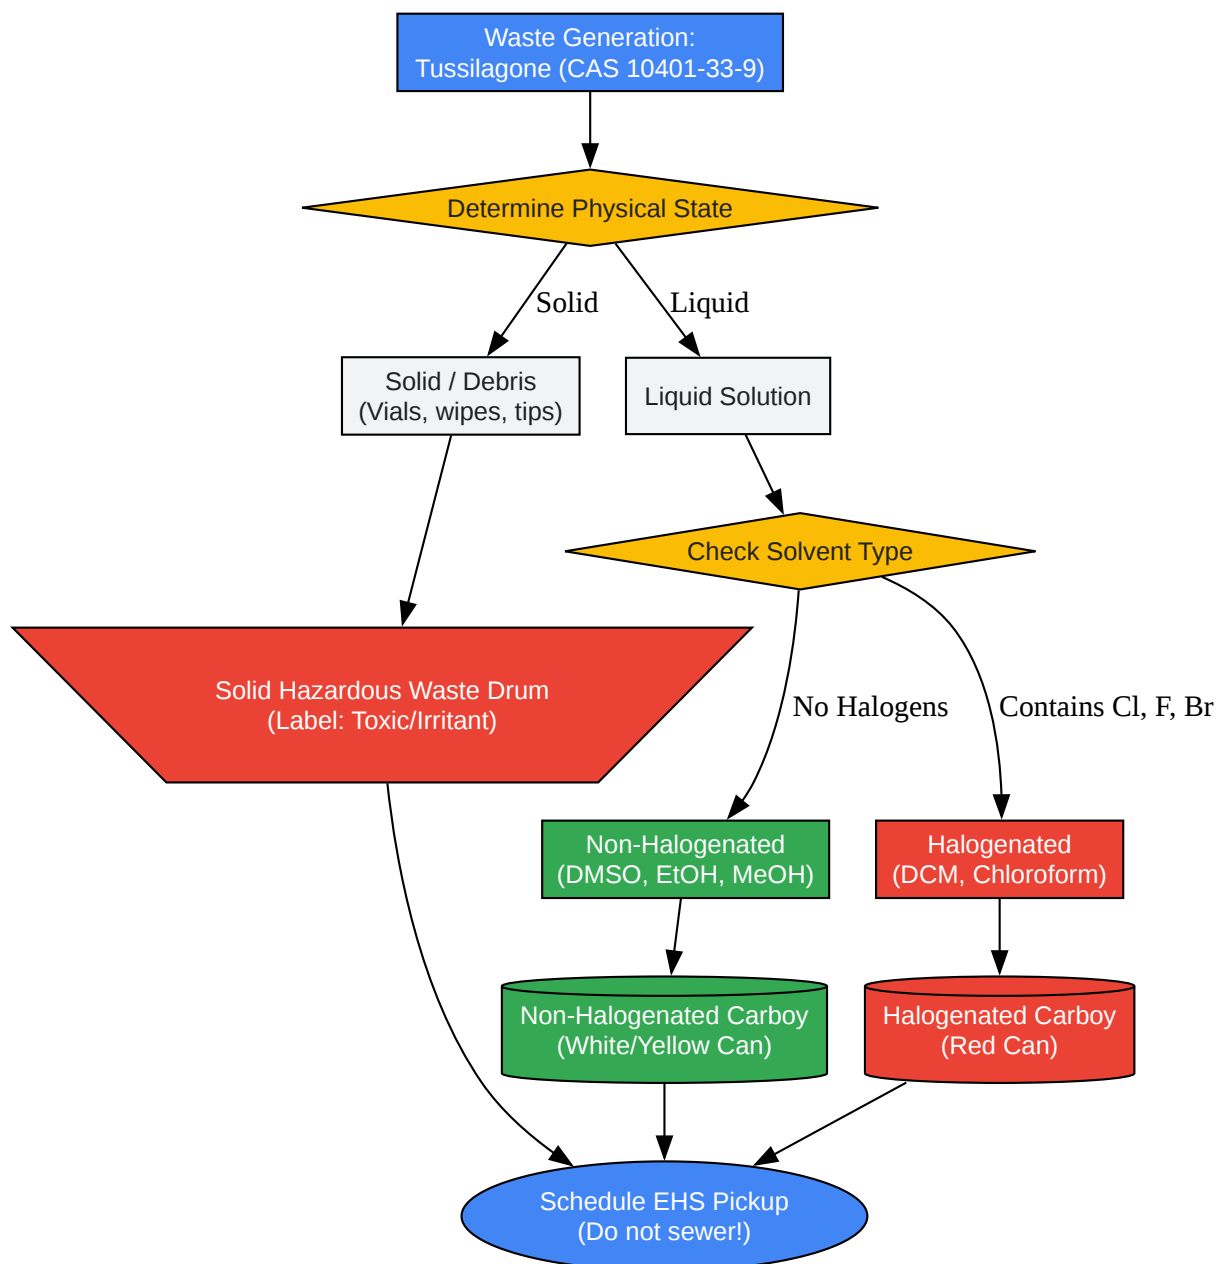 Waste Generation:
Tussilagone (CAS 10401-33-9)
Determine Physical State
Solid
Liquid
Solid / Debris
(Vials, wipes, tips)
Liquid Solution
Check Solvent Type
Solid Hazardous Waste Drum
(Label: Toxic/Irritant)
No Halogens
Contains Cl, F, Br
Non-Halogenated
(DMSO, EtOH, MeOH)
Halogenated
(DCM, Chloroform)
Non-Halogenated Carboy
(White/Yellow Can)
Halogenated Carboy
(Red Can)
Schedule EHS Pickup
(Do not sewer!)